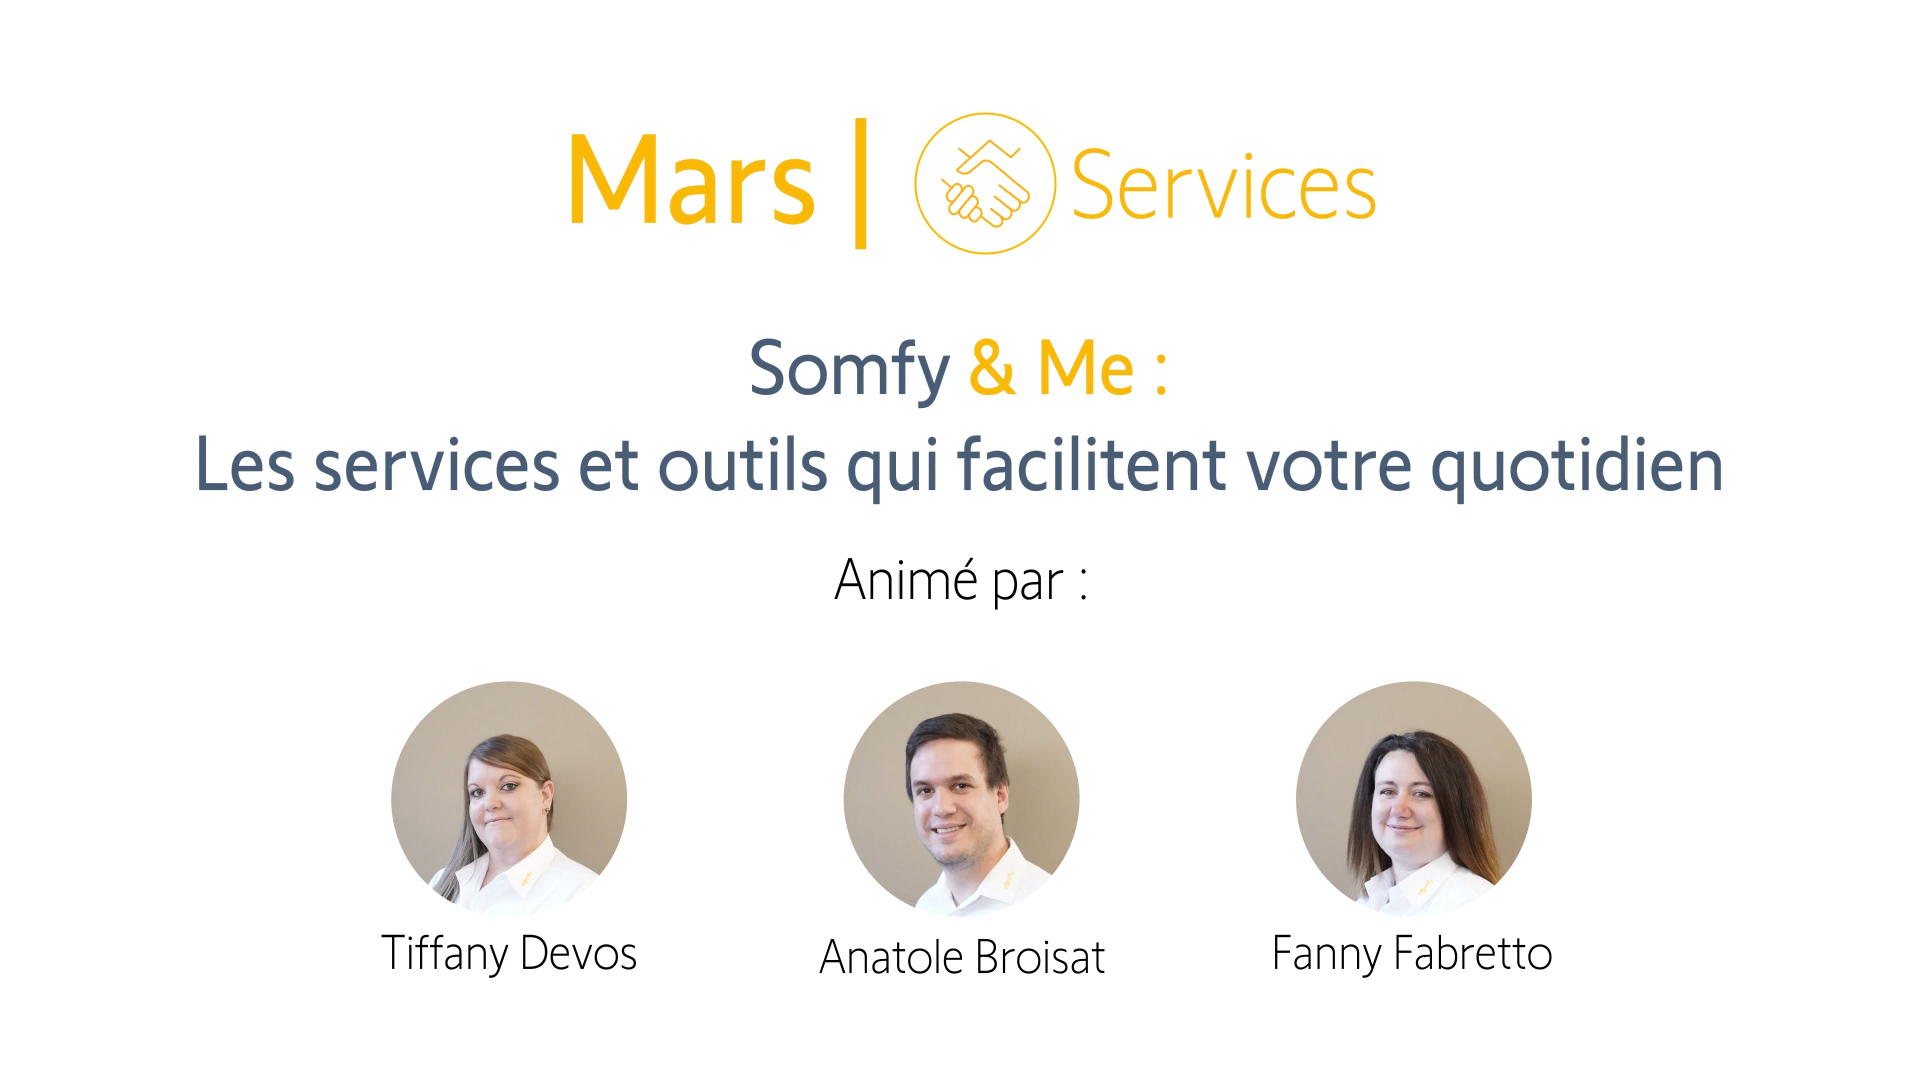 Mars | Services
Somfy & Me :
Les services et outils qui facilitent votre quotidien
Animé par :
Tiffany Devos
Anatole Broisat
Fanny Fabretto